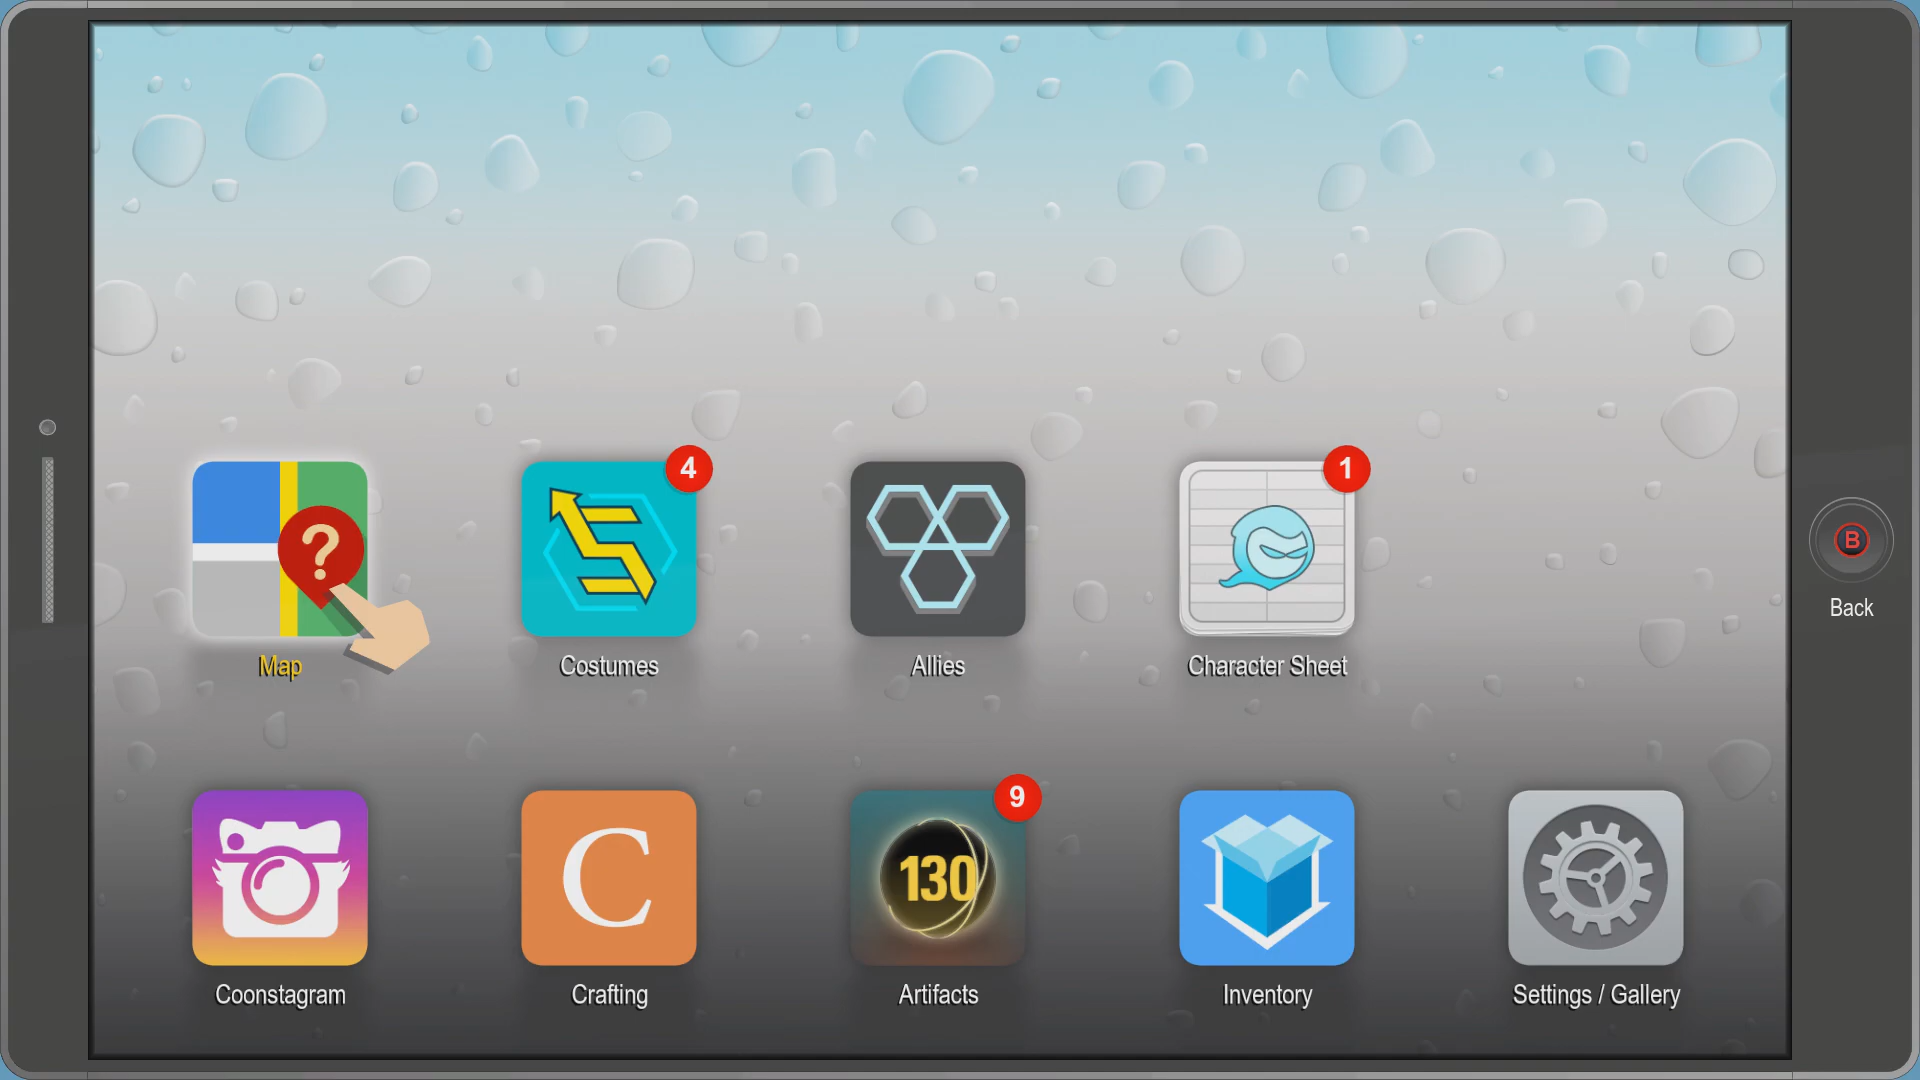 4
1
?
Map
Costumes
Allies
Character Sheet
B
Back
9
C
130
Coonstagram
Crafting
Artifacts
Inventory
Settings / Gallery